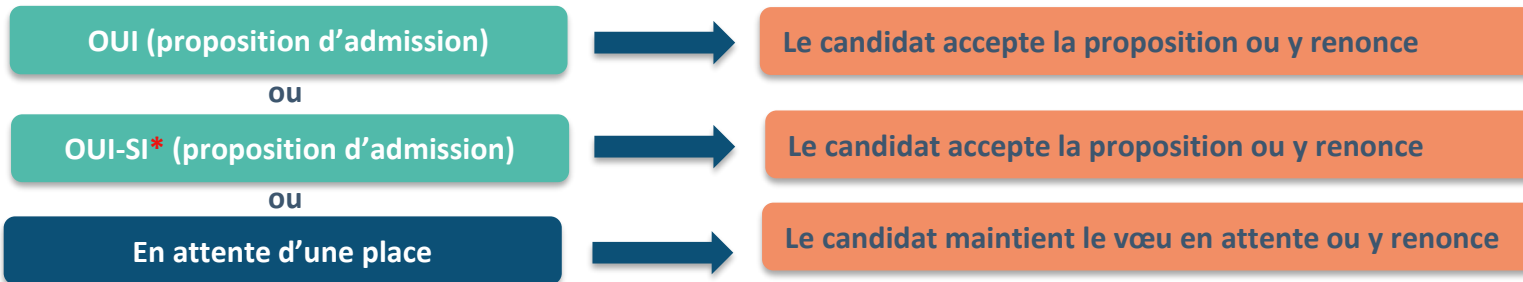 OUI (proposition d’admission)
Le candidat accepte la proposition ou y renonce
ou
OUI-SI* (proposition d’admission)
Le candidat accepte la proposition ou y renonce
ou
En attente d’une place
Le candidat maintient le vœu en attente ou y renonce